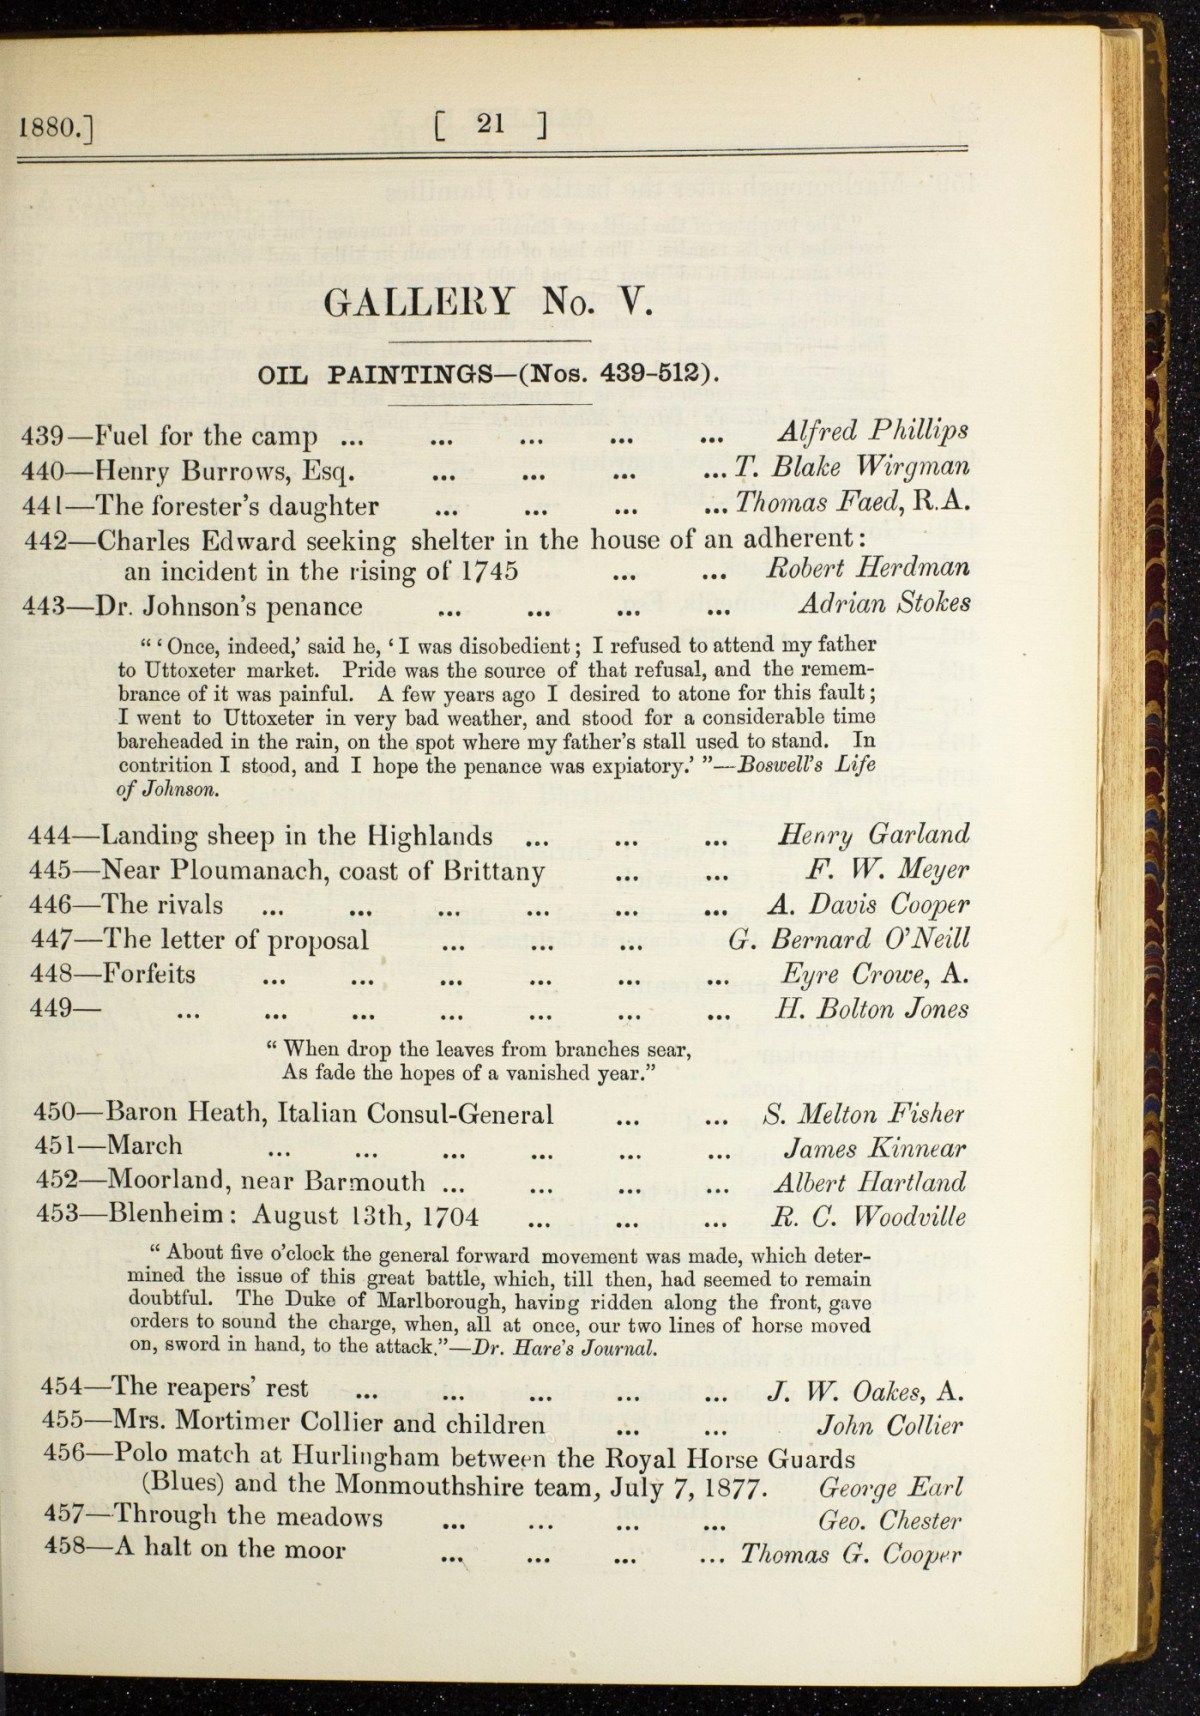 1880.] [ 21 ]
GALLERY No. V.
OIL PAINTINGS—(Nos. 439-512).
439—Fuel for the camp ... ... ... ... ... Alfred Phillips
440—Henry Burrows, Esq. ... ... ... ... T. Blake Wirgman
441—The forester's daughter ... ... ... ... Thomas Faed, R.A.
442—Charles Edward seeking shelter in the house of an adherent:
an incident in the rising of 1745 ... ... Robert Herdman
443—Dr. Johnson's penance ... ... ... ... Adrian Stokes
"'Once, indeed,' said he, 'I was disobedient; I refused to attend my father
to Uttoxeter market. Pride was the source of that refusal, and the remem-
brance of it was painful. A few years ago I desired to atone for this fault;
I went to Uttoxeter in very bad weather, and stood for a considerable time
bareheaded in the rain, on the spot where my father's stall used to stand. In
contrition I stood, and I hope the penance was expiatory.'"—Boswell's Life
of Johnson.
444—Landing sheep in the Highlands ... ... ... Henry Garland
445—Near Ploumanach, coast of Brittany ... ... F. W. Meyer
446—The rivals ... ... ... ... ... ... A. Davis Cooper
447—The letter of proposal ... ... ... G. Bernard O'Neill
448—Forfeits ... ... ... ... ... ... Eyre Crowe, A.
449— ... ... ... ... ... ... ... H. Bolton Jones
"When drop the leaves from branches sear,
As fade the hopes of a vanished year."
450—Baron Heath, Italian Consul-General ... ... S. Melton Fisher
451—March ... ... ... ... ... ... James Kinnear
452—Moorland, near Barmouth ... ... ... ... Albert Hartland
453—Blenheim: August 13th, 1704 ... ... ... R. C. Woodville
"About five o'clock the general forward movement was made, which deter-
mined the issue of this great battle, which, till then, had seemed to remain
doubtful. The Duke of Marlborough, having ridden along the front, gave
orders to sound the charge, when, all at once, our two lines of horse moved
on, sword in hand, to the attack."—Dr. Hare's Journal.
454—The reapers' rest ... ... ... ... ... J. W. Oakes, A.
455—Mrs. Mortimer Collier and children ... ... John Collier
456—Polo match at Hurlingham between the Royal Horse Guards
(Blues) and the Monmouthshire team, July 7, 1877. George Earl
457—Through the meadows ... ... ... ... Geo. Chester
458—A halt on the moor ... ... ... ... Thomas G. Cooper